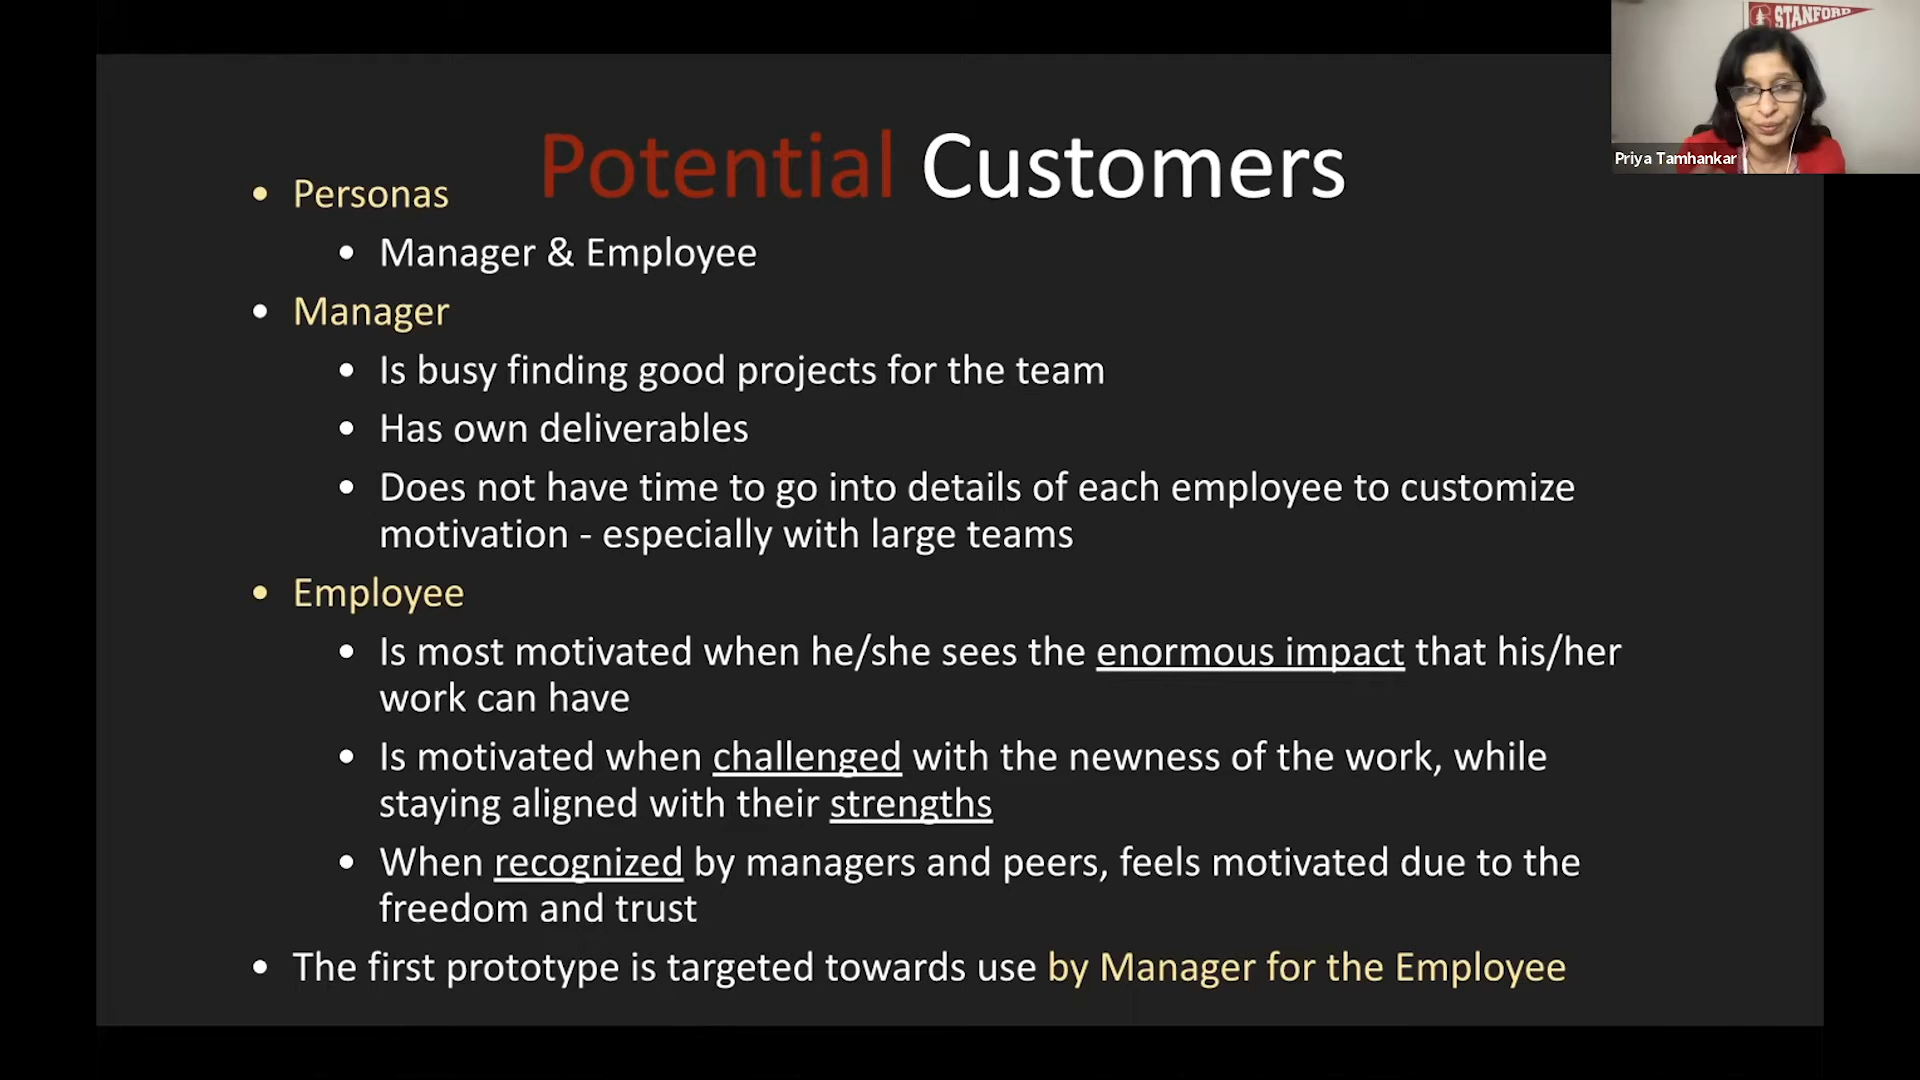 STANFORD
Priya Tamhankar
Potential Customers
• Personas
• Manager & Employee
• Manager
• Is busy finding good projects for the team
• Has own deliverables
• Does not have time to go into details of each employee to customize
motivation - especially with large teams
• Employee
• Is most motivated when he/she sees the enormous impact that his/her
work can have
• Is motivated when challenged with the newness of the work, while
staying aligned with their strengths
• When recognized by managers and peers, feels motivated due to the
freedom and trust
• The first prototype is targeted towards use by Manager for the Employee